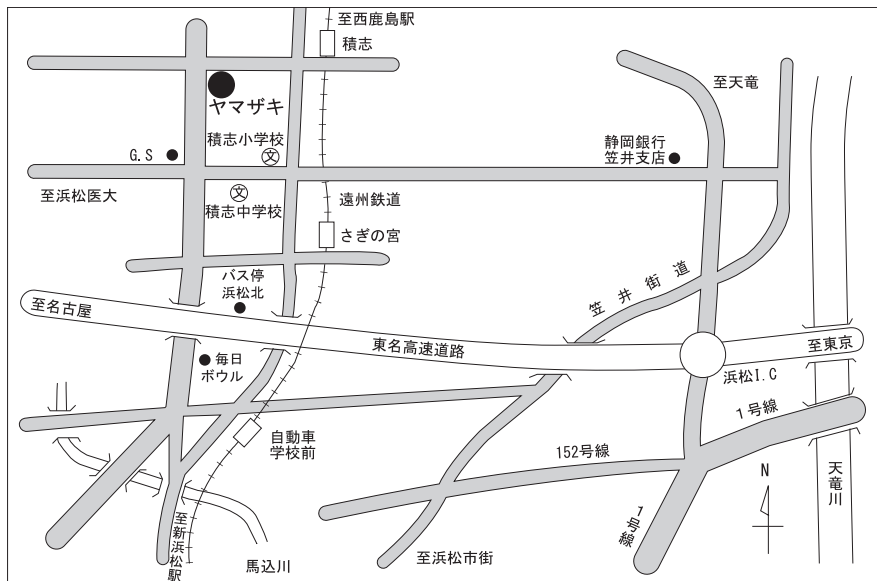 至西鹿島駅
積志
至天竜
ヤマザキ
積志小学校
文
G.S
静岡銀行
笠井支店
至浜松医大
文
積志中学校
遠州鉄道
さぎの宮
バス停
浜松北
笠井街道
至名古屋
東名高速道路
至東京
毎日
ボウル
浜松I.C
1号線
自動車
学校前
152号線
N
天竜川
1号線
至新浜松駅
馬込川
至浜松市街